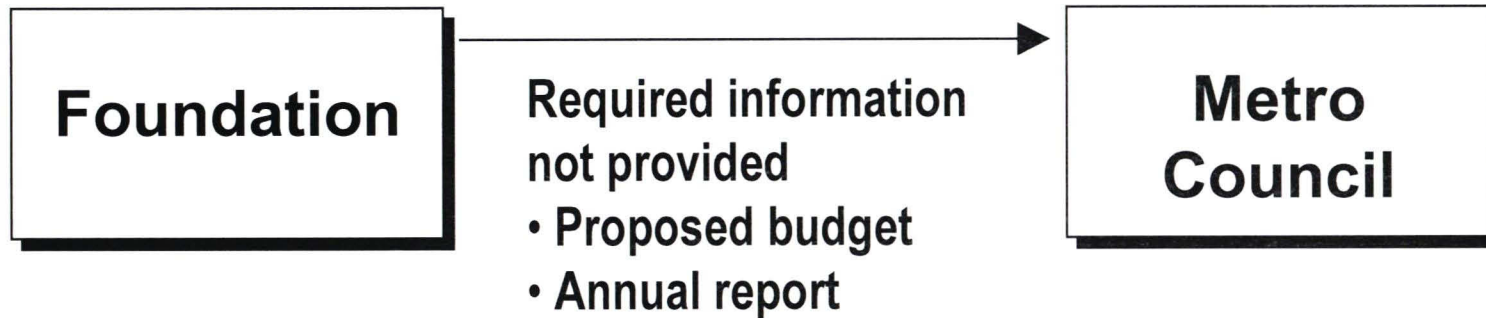 Foundation
Required information
not provided
• Proposed budget
• Annual report
Metro
Council